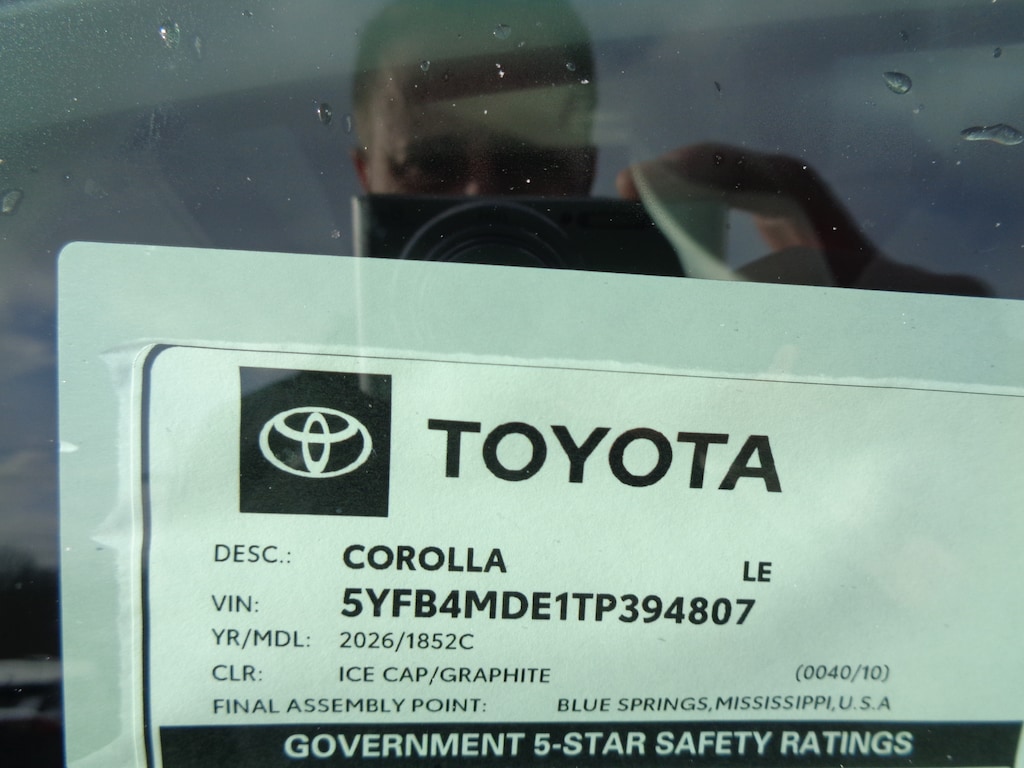 TOYOTA
DESC.: COROLLA LE
VIN: 5YFB4MDE1TP394807
YR/MDL: 2026/1852C
CLR: ICE CAP/GRAPHITE (0040/10)
FINAL ASSEMBLY POINT: BLUE SPRINGS,MISSISSIPPI,U.S.A
GOVERNMENT 5-STAR SAFETY RATINGS